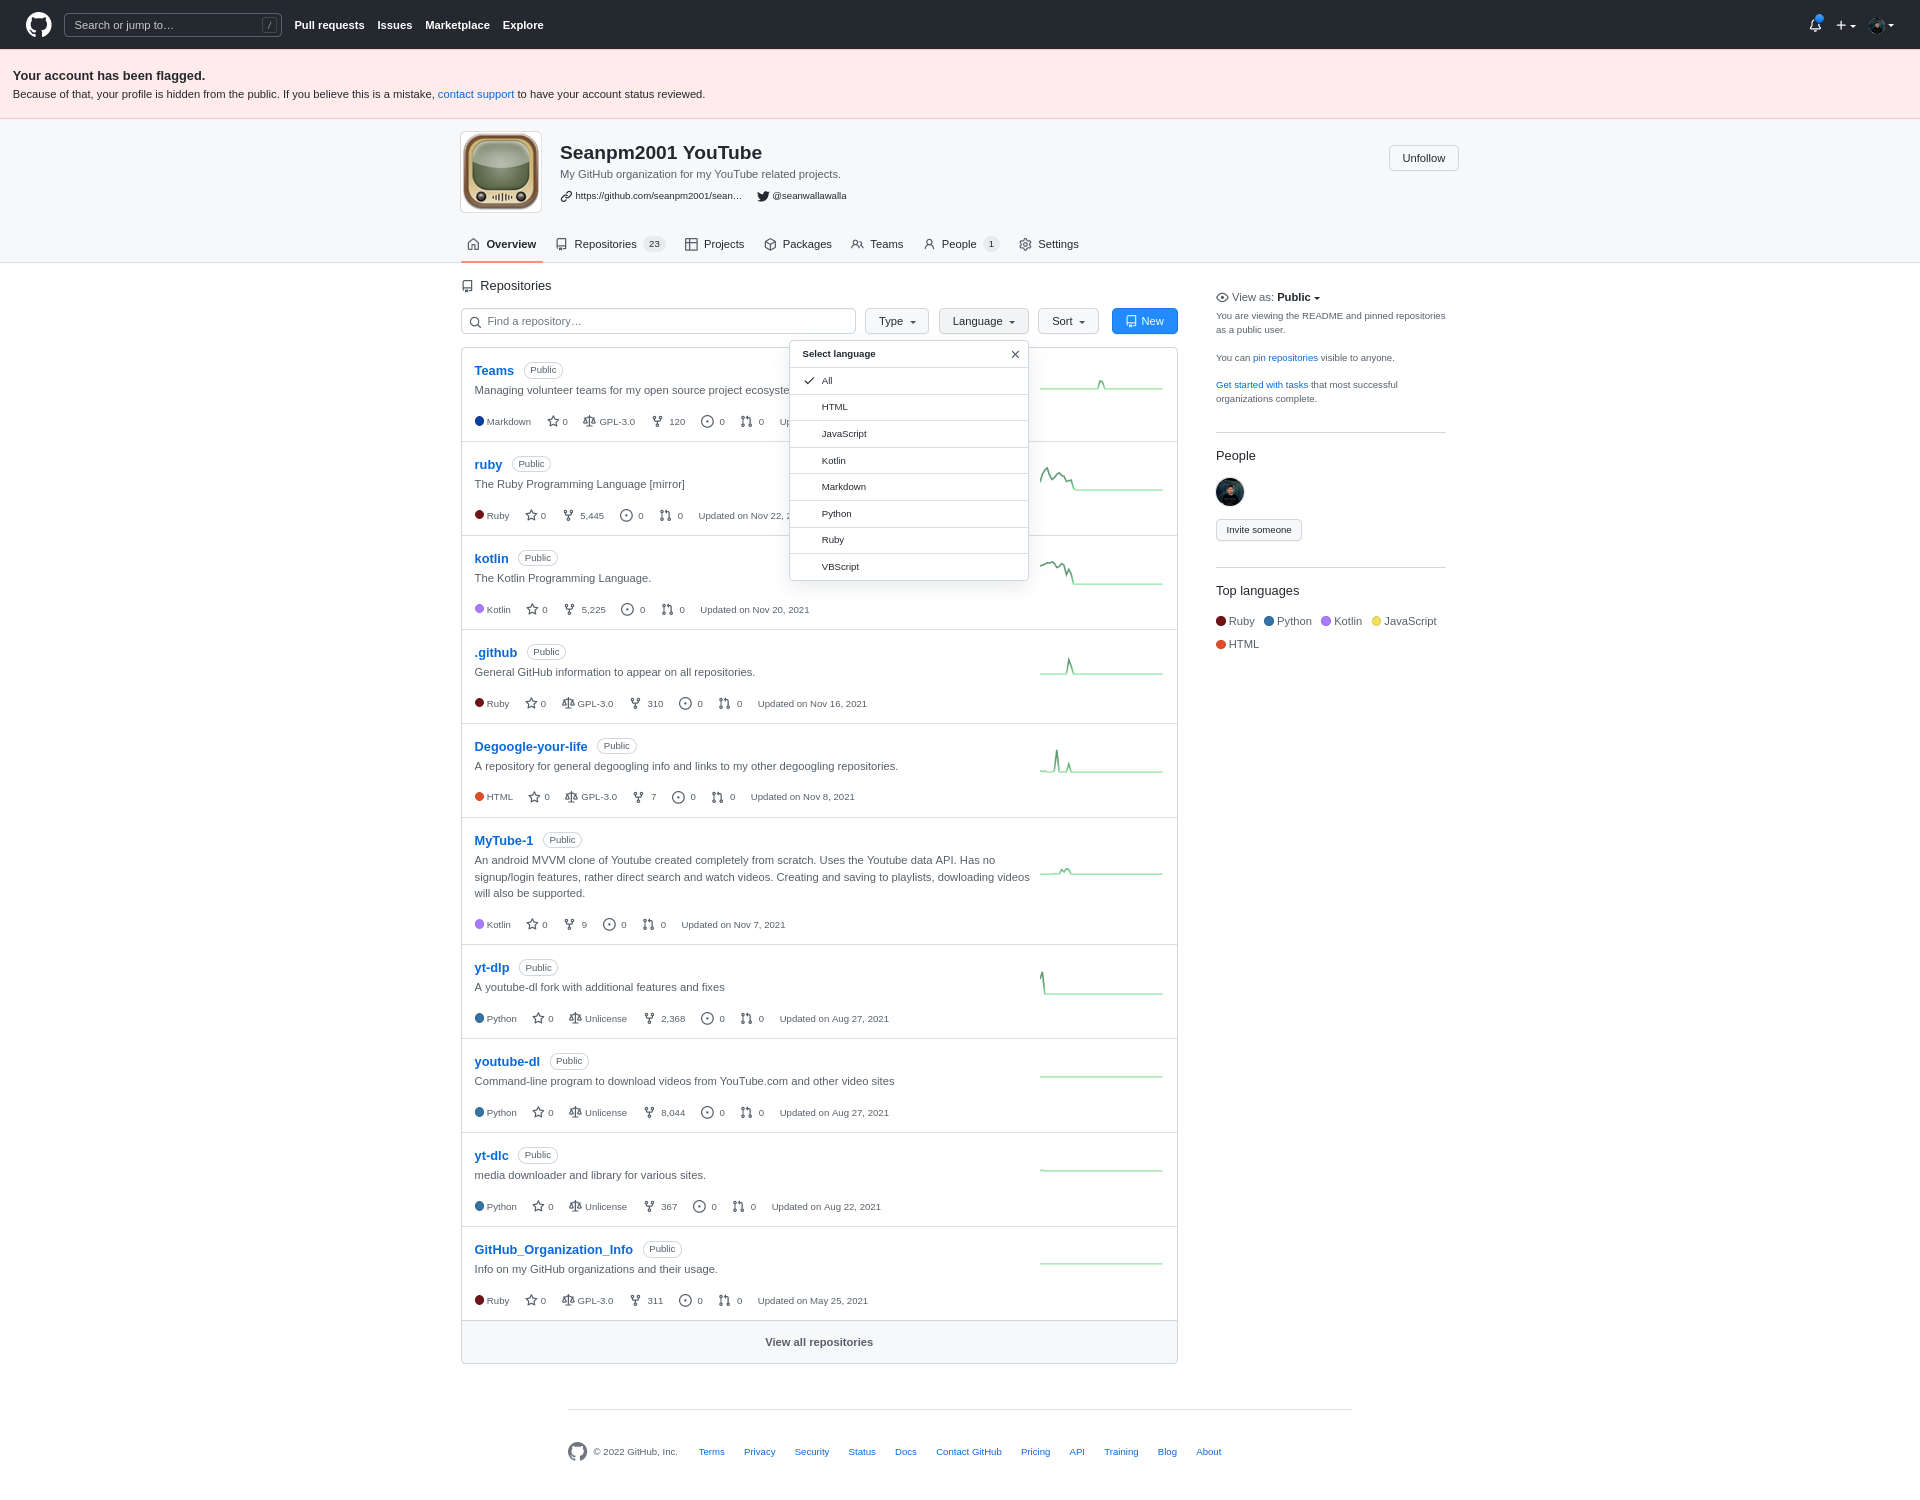 Search or jump to…
/
Pull requests Issues Marketplace Explore
Your account has been flagged.
Because of that, your profile is hidden from the public. If you believe this is a mistake, contact support to have your account status reviewed.
Seanpm2001 YouTube
Unfollow
My GitHub organization for my YouTube related projects.
https://github.com/seanpm2001/sean… @seanwallawalla
Overview Repositories 23 Projects Packages Teams People 1 Settings
Repositories
Find a repository…
Type Language Sort New
Select language
All
HTML
JavaScript
Kotlin
Markdown
Python
Ruby
VBScript
Teams Public
Managing volunteer teams for my open source project ecosyste
Markdown 0 GPL-3.0 120 0 0
ruby Public
The Ruby Programming Language [mirror]
Ruby 0 5,445 0 0 Updated on Nov 22,
kotlin Public
The Kotlin Programming Language.
Kotlin 0 5,225 0 0 Updated on Nov 20, 2021
.github Public
General GitHub information to appear on all repositories.
Ruby 0 GPL-3.0 310 0 0 Updated on Nov 16, 2021
Degoogle-your-life Public
A repository for general degoogling info and links to my other degoogling repositories.
HTML 0 GPL-3.0 7 0 0 Updated on Nov 8, 2021
MyTube-1 Public
An android MVVM clone of Youtube created completely from scratch. Uses the Youtube data API. Has no
signup/login features, rather direct search and watch videos. Creating and saving to playlists, dowloading videos
will also be supported.
Kotlin 0 9 0 0 Updated on Nov 7, 2021
yt-dlp Public
A youtube-dl fork with additional features and fixes
Python 0 Unlicense 2,368 0 0 Updated on Aug 27, 2021
youtube-dl Public
Command-line program to download videos from YouTube.com and other video sites
Python 0 Unlicense 8,044 0 0 Updated on Aug 27, 2021
yt-dlc Public
media downloader and library for various sites.
Python 0 Unlicense 367 0 0 Updated on Aug 22, 2021
GitHub_Organization_Info Public
Info on my GitHub organizations and their usage.
Ruby 0 GPL-3.0 311 0 0 Updated on May 25, 2021
View all repositories
View as: Public
You are viewing the README and pinned repositories
as a public user.
You can pin repositories visible to anyone.
Get started with tasks that most successful
organizations complete.
People
Invite someone
Top languages
Ruby Python Kotlin JavaScript
HTML
© 2022 GitHub, Inc. Terms Privacy Security Status Docs Contact GitHub Pricing API Training Blog About